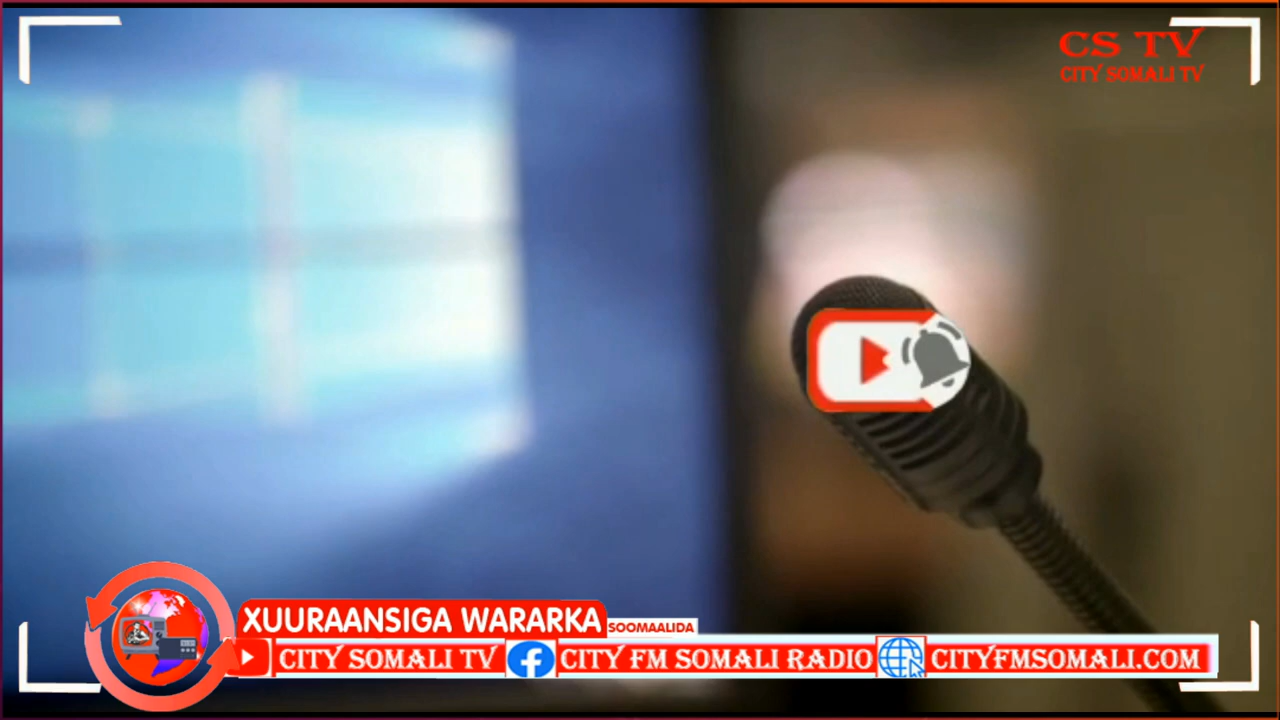 CS TV
CITY SOMALI TV
XUURAANSIGA WARARKA
SOOMAALIDA
CITY SOMALI TV CITY FM SOMALI RADIO CITYFMSOMALI.COM